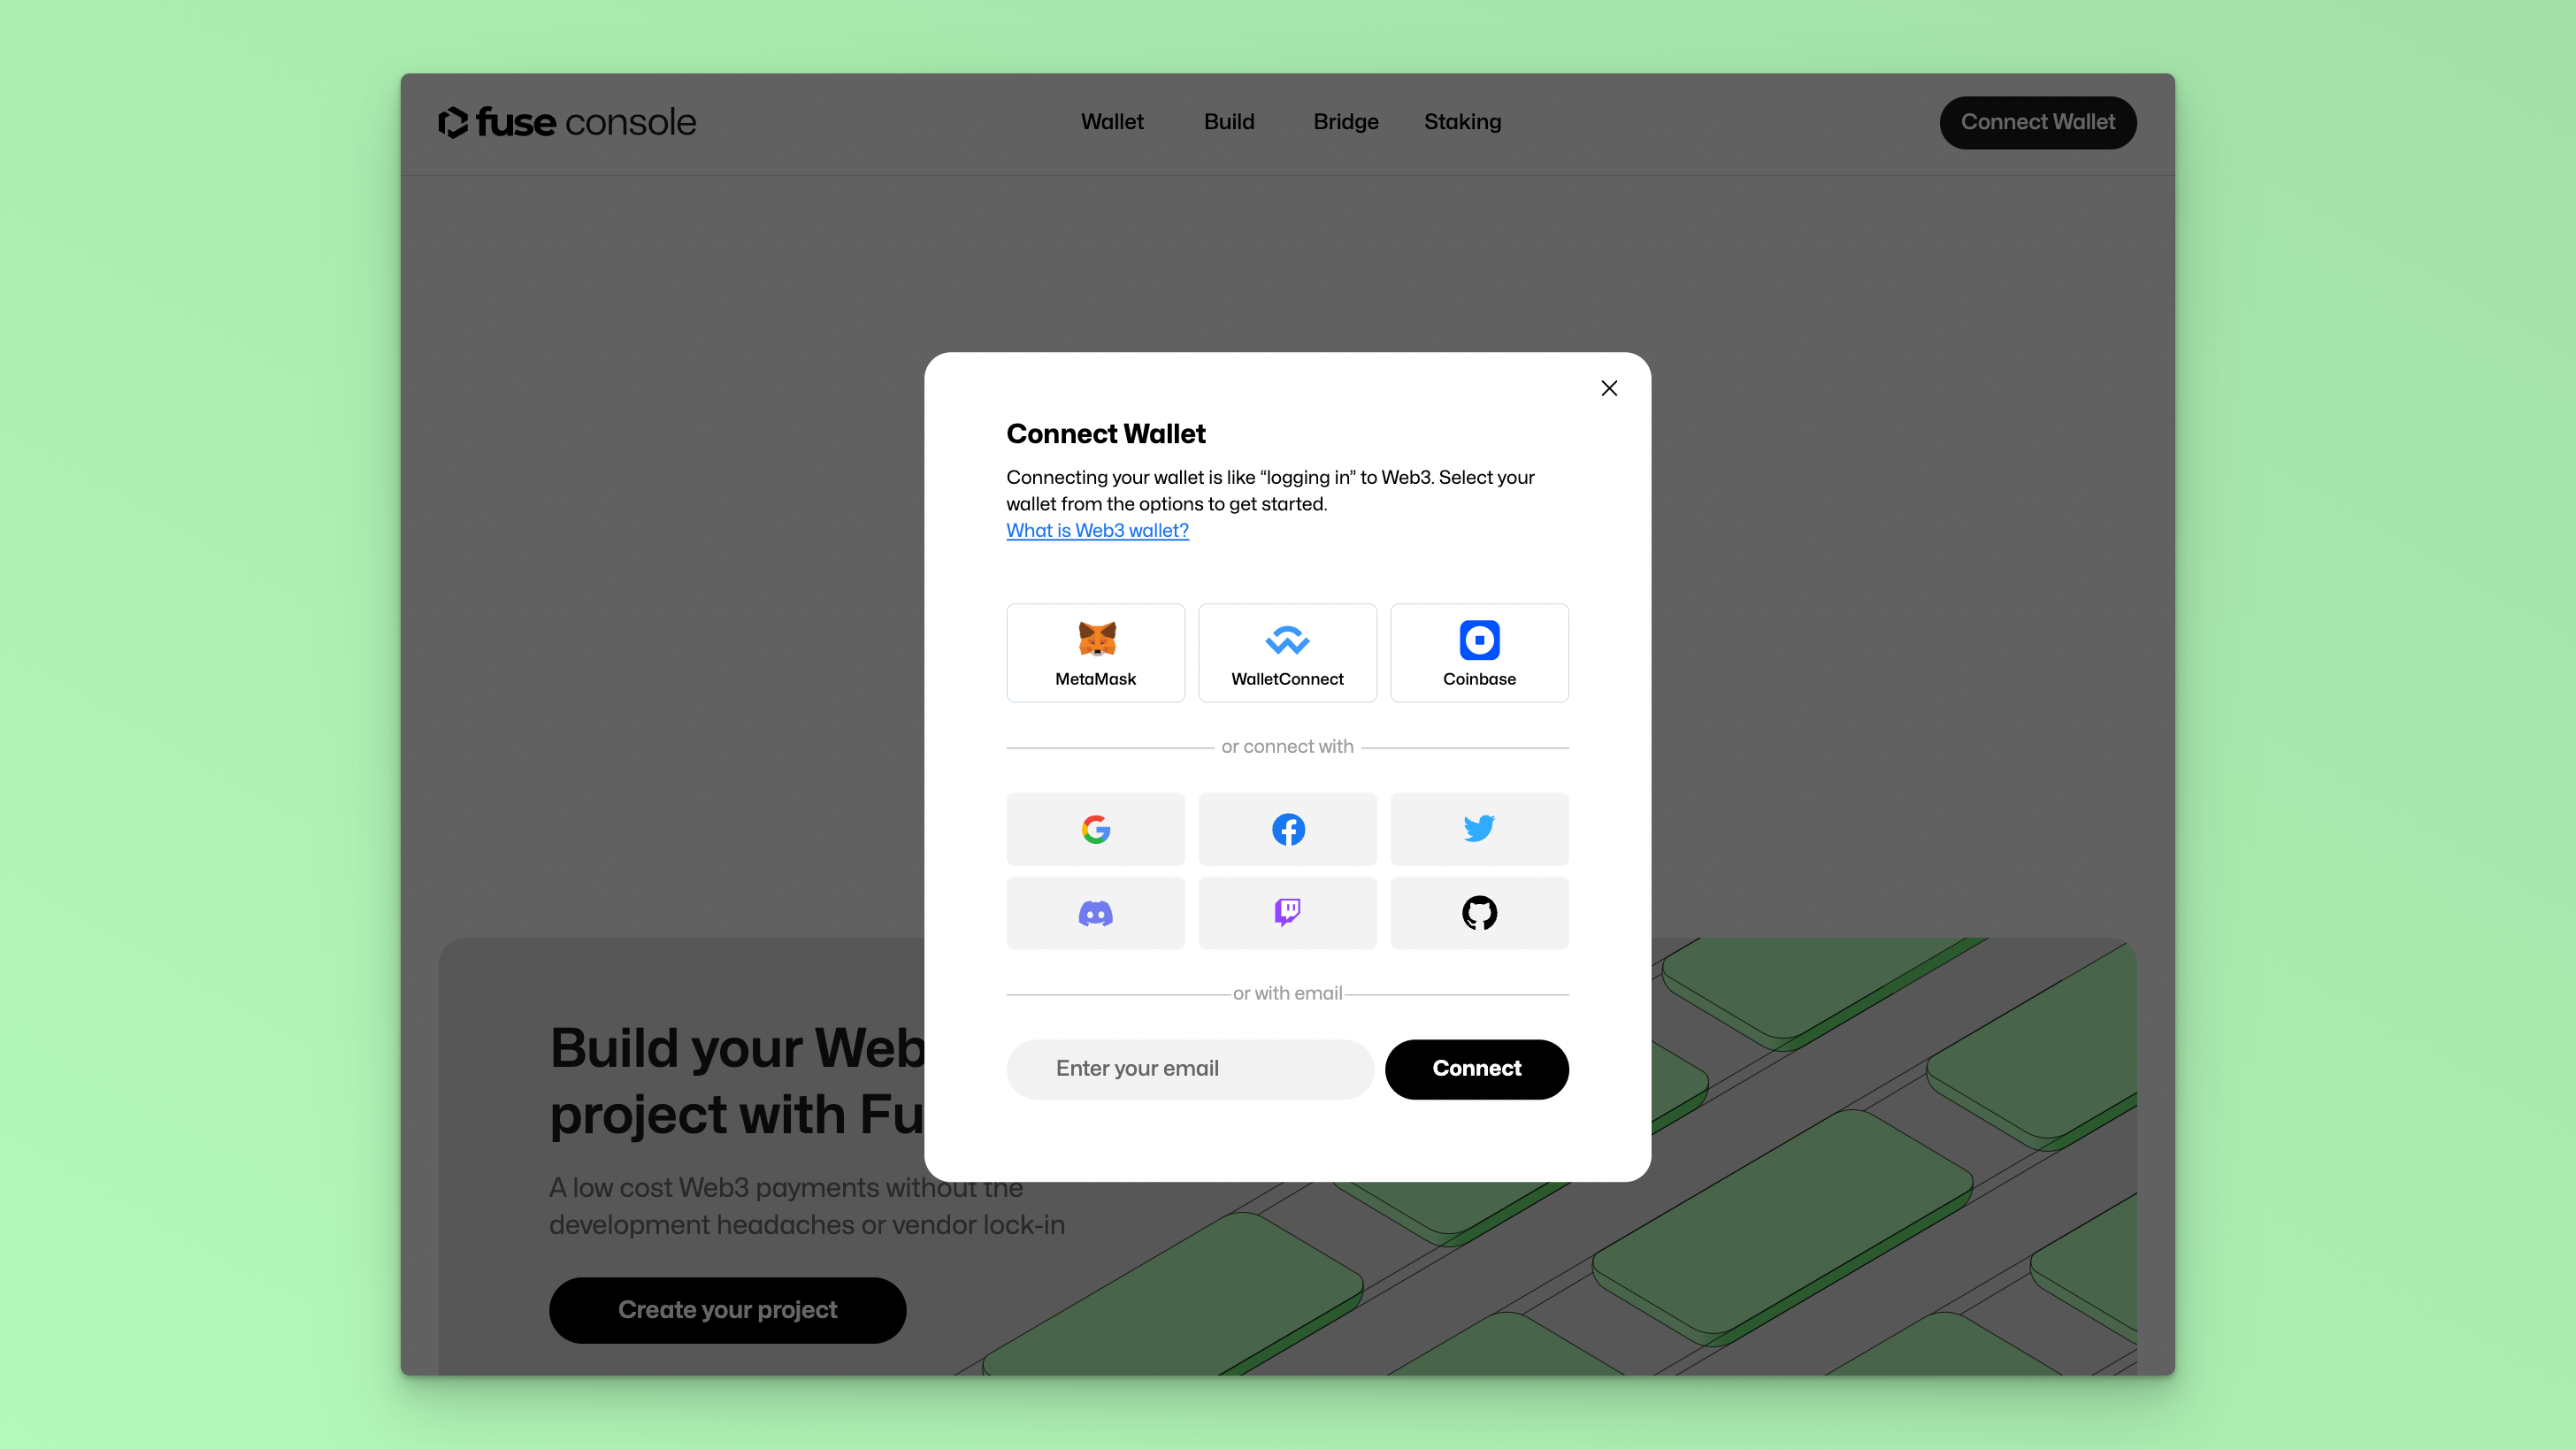 fuse console
Wallet
Build
Bridge
Staking
Connect Wallet
Connect Wallet
Connecting your wallet is like “logging in” to Web3. Select your
wallet from the options to get started.
What is Web3 wallet?
MetaMask
WalletConnect
Coinbase
or connect with
or with email
Enter your email
Connect
Build your Web
project with Fu
A low cost Web3 payments without the
development headaches or vendor lock-in
Create your project